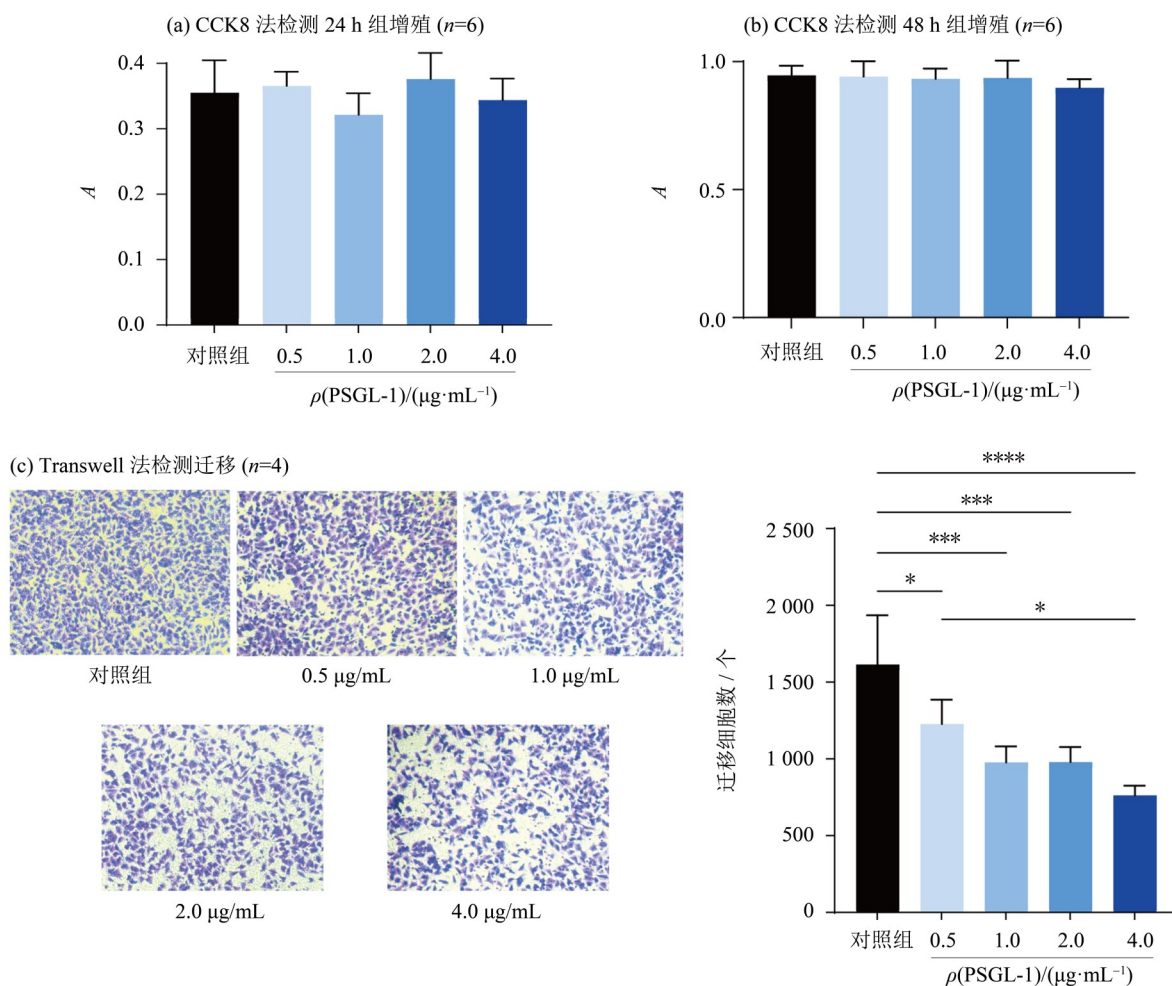 (a) CCK8 法检测 24 h 组增殖 (n=6)
0.4
0.3
0.2
0.1
0.0
A
对照组 0.5 1.0 2.0 4.0
ρ(PSGL-1)/(μg·mL⁻¹)
(b) CCK8 法检测 48 h 组增殖 (n=6)
1.0
0.5
0.0
A
对照组 0.5 1.0 2.0 4.0
ρ(PSGL-1)/(μg·mL⁻¹)
(c) Transwell 法检测迁移 (n=4)
对照组 0.5 μg/mL 1.0 μg/mL
2.0 μg/mL 4.0 μg/mL
****
***
***
*
*
2 500
2 000
1 500
1 000
500
0
迁移细胞数 / 个
对照组 0.5 1.0 2.0 4.0
ρ(PSGL-1)/(μg·mL⁻¹)